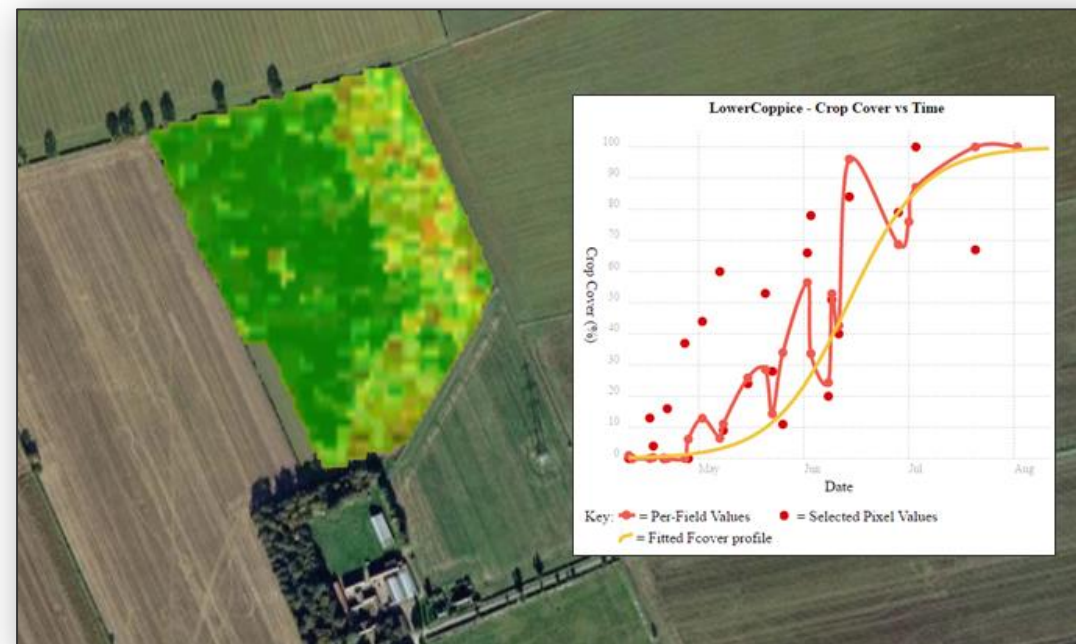 LowerCoppice - Crop Cover vs Time
100
90
80
70
60
50
40
30
20
10
0
Crop Cover (%)
May
Jun
Jul
Aug
Date
Key: = Per-Field Values = Selected Pixel Values
= Fitted Fcover profile